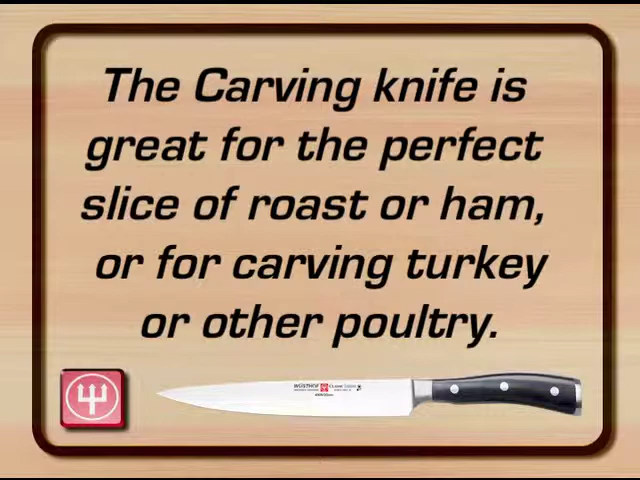 The Carving knife is
great for the perfect
slice of roast or ham,
or for carving turkey
or other poultry.
WÜSTHOF